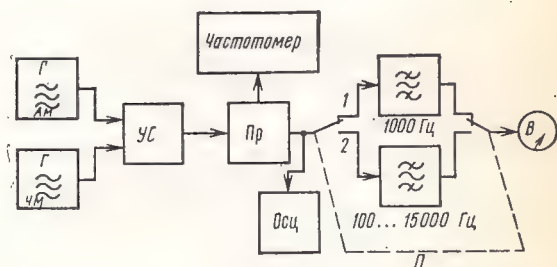 Частотомер
Г
АМ
Г
ЧМ
УС
Пр
1
2
1000 Гц
100...15000 Гц
Осц
В
П